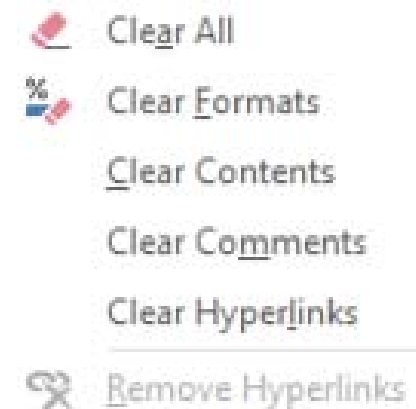 Clear All
Clear Formats
Clear Contents
Clear Comments
Clear Hyperlinks
Remove Hyperlinks